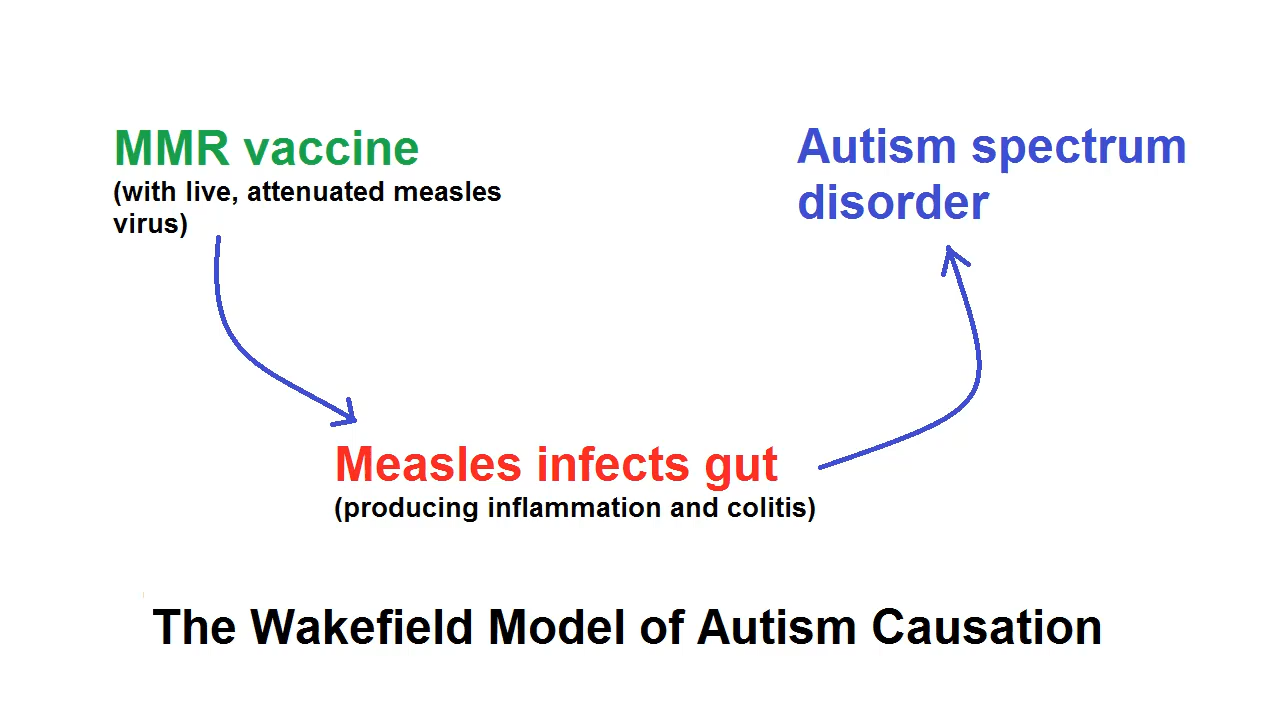 MMR vaccine
(with live, attenuated measles
virus)
Autism spectrum
disorder
Measles infects gut
(producing inflammation and colitis)
The Wakefield Model of Autism Causation